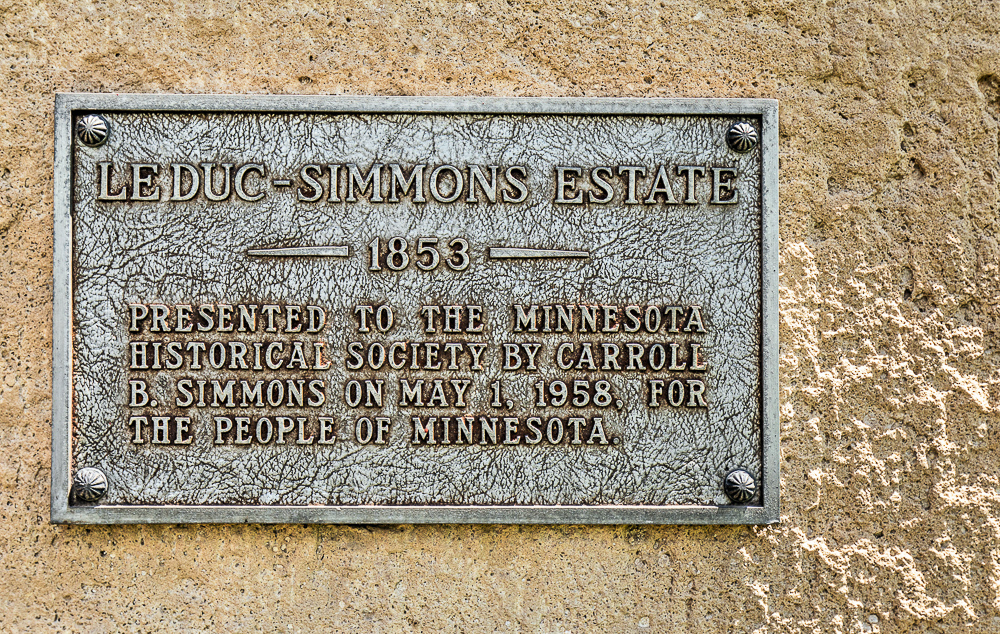 LEDUC-SIMMONS ESTATE
1853
PRESENTED TO THE MINNESOTA
HISTORICAL SOCIETY BY CARROLL
B. SIMMONS ON MAY 1, 1958, FOR
THE PEOPLE OF MINNESOTA.